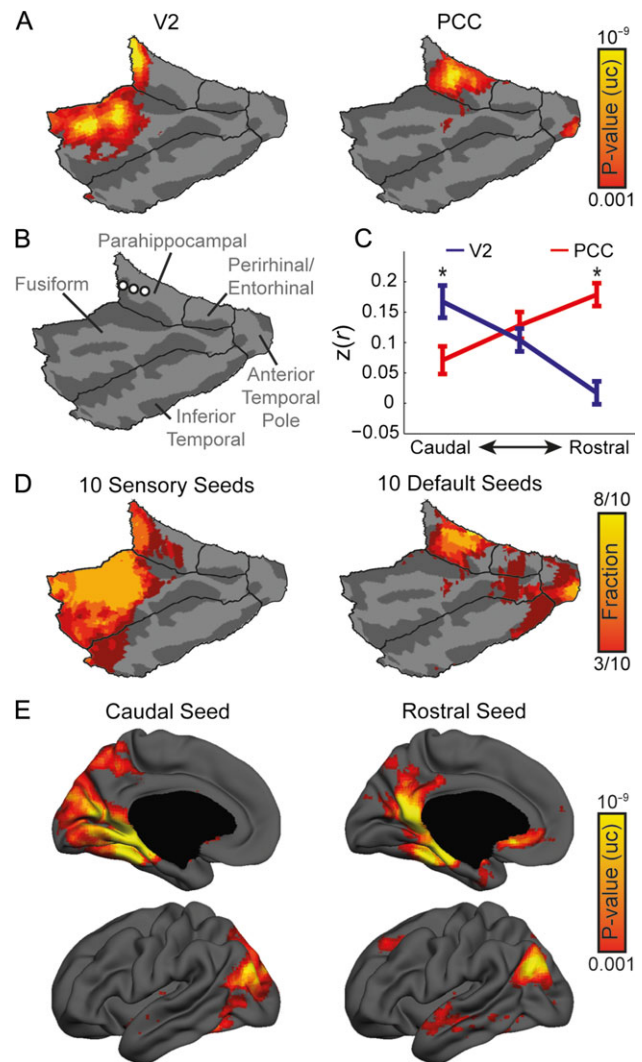 A
V2
PCC
10⁻⁹
P-value (uc)
0.001
B
Parahippocampal
Fusiform
Perirhinal/
Entorhinal
Anterior
Temporal
Pole
Inferior
Temporal
C
V2
PCC
*
*
0.2
0.15
0.1
0.05
0
−0.05
z(r)
Caudal
Rostral
D
10 Sensory Seeds
10 Default Seeds
8/10
Fraction
3/10
E
Caudal Seed
Rostral Seed
10⁻⁹
P-value (uc)
0.001